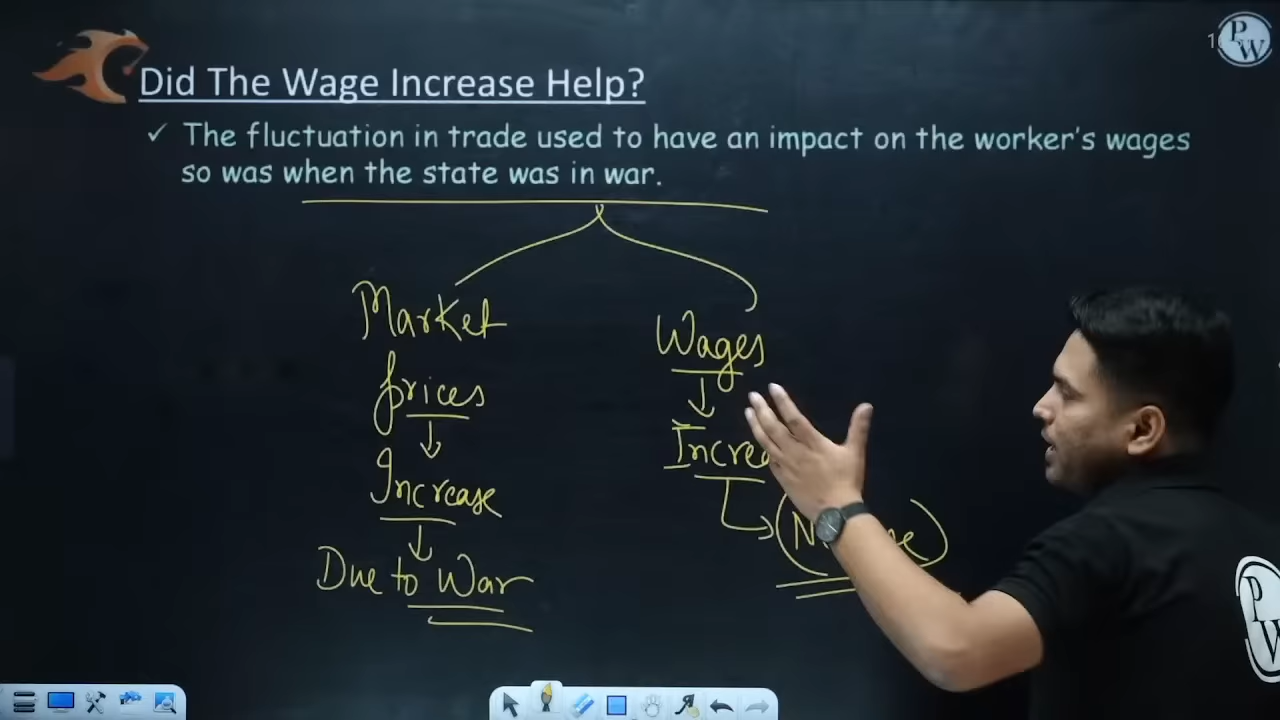 PW
Did The Wage Increase Help?
✓ The fluctuation in trade used to have an impact on the worker's wages
so was when the state was in war.
Market
Prices
↓
Increase
↓
Due to War
Wages
↓
PW